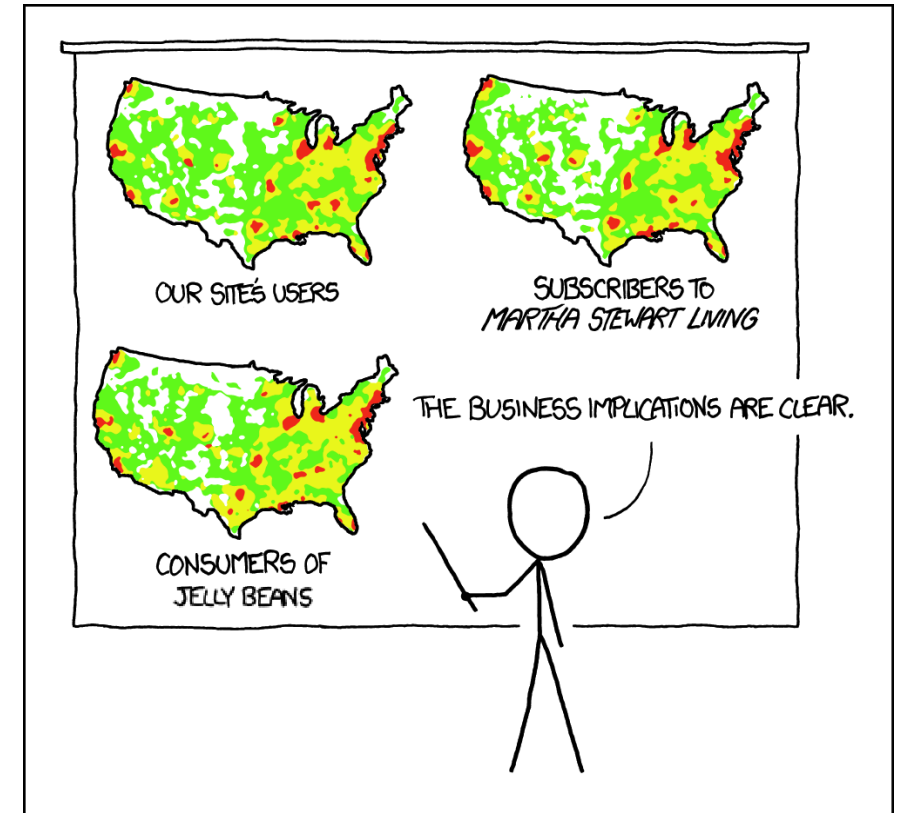 OUR SITE'S USERS
SUBSCRIBERS TO
MARTHA STEWART LIVING
CONSUMERS OF
JELLY BEANS
THE BUSINESS IMPLICATIONS ARE CLEAR.